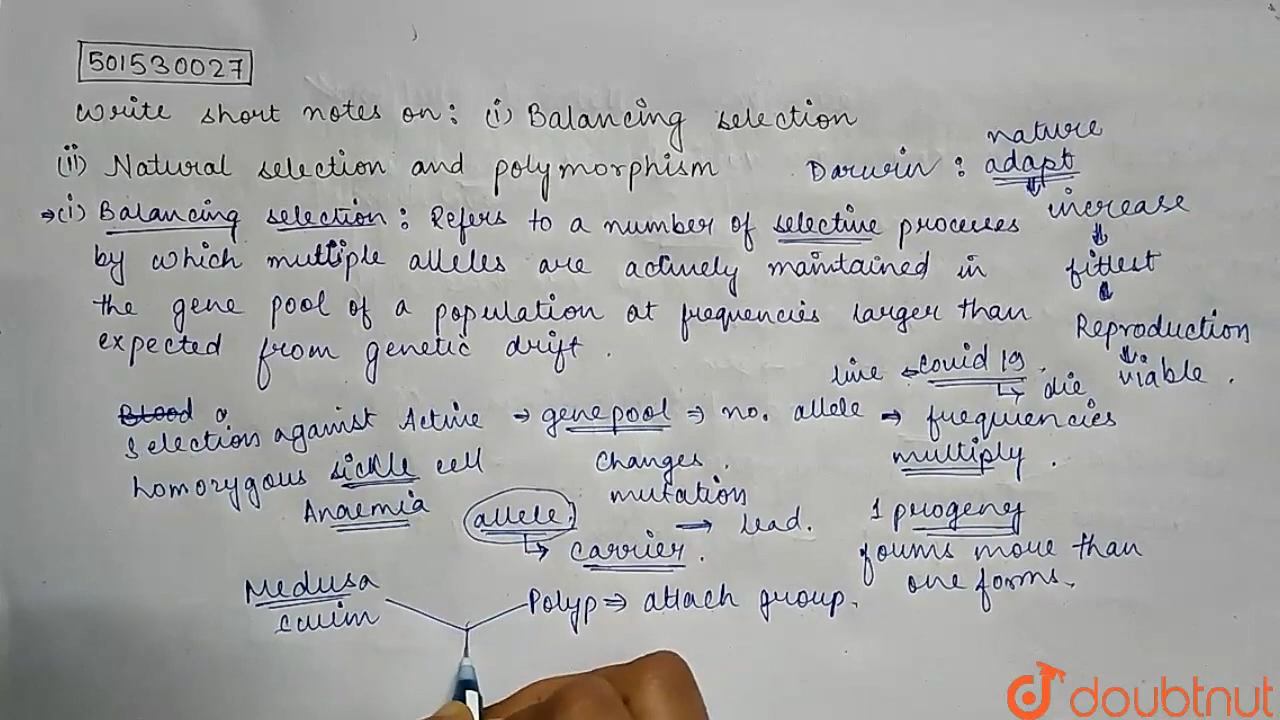 501530027
Write short notes on: (i) Balancing selection
(ii) Natural selection and polymorphism
nature
Darwin : adapt
increase
fittest
Reproduction
viable.
⇒(i) Balancing selection : Refers to a number of selective processes
by which multiple alleles are actively maintained in
the gene pool of a population at frequencies larger than
expected from genetic drift.
live covid 19.
die
Blood
Selection against Active → gene pool ⇒ no. allele → frequencies
homozygous sickle cell
Anaemia
changes.
mutation
multiply.
allele.
→ lead.
↳ carrier.
1 progeny
forms more than
one forms.
Medusa
swim
Polyp ⇒ attach group.
doubtnut